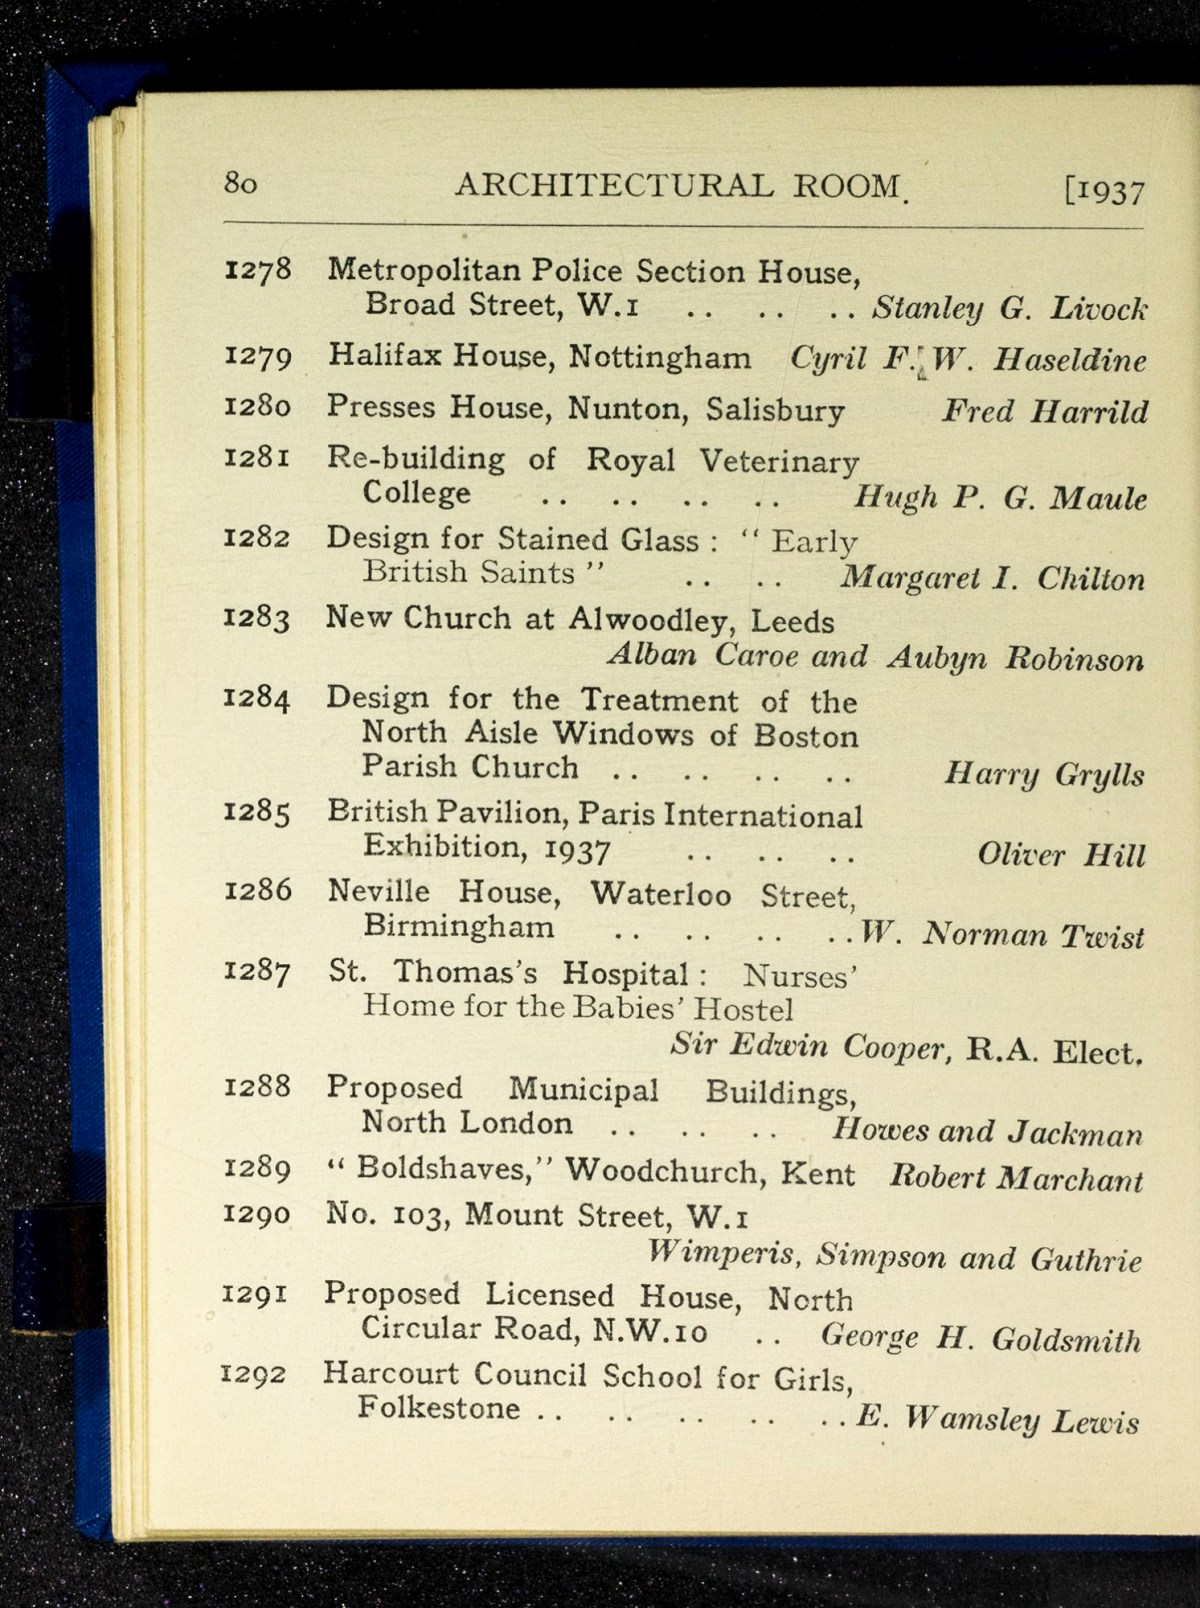 80 ARCHITECTURAL ROOM. [1937
1278 Metropolitan Police Section House,
Broad Street, W.1 .. .. .. Stanley G. Livock
1279 Halifax House, Nottingham Cyril F. W. Haseldine
1280 Presses House, Nunton, Salisbury Fred Harrild
1281 Re-building of Royal Veterinary
College .. .. .. .. Hugh P. G. Maule
1282 Design for Stained Glass : “ Early
British Saints ” .. .. Margaret I. Chilton
1283 New Church at Alwoodley, Leeds
Alban Caroe and Aubyn Robinson
1284 Design for the Treatment of the
North Aisle Windows of Boston
Parish Church .. .. .. .. Harry Grylls
1285 British Pavilion, Paris International
Exhibition, 1937 .. .. .. Oliver Hill
1286 Neville House, Waterloo Street,
Birmingham .. .. .. .. W. Norman Twist
1287 St. Thomas’s Hospital : Nurses’
Home for the Babies’ Hostel
Sir Edwin Cooper, R.A. Elect.
1288 Proposed Municipal Buildings,
North London .. .. .. Howes and Jackman
1289 “ Boldshaves,” Woodchurch, Kent Robert Marchant
1290 No. 103, Mount Street, W.1
Wimperis, Simpson and Guthrie
1291 Proposed Licensed House, North
Circular Road, N.W.10 .. George H. Goldsmith
1292 Harcourt Council School for Girls,
Folkestone .. .. .. .. .. E. Wamsley Lewis